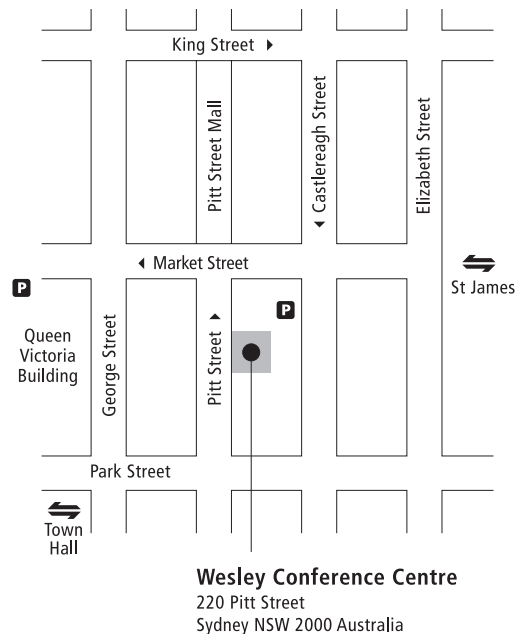 King Street
Pitt Street Mall
Castlereagh Street
Elizabeth Street
Market Street
St James
P
P
Queen
Victoria
Building
George Street
Pitt Street
Park Street
Town
Hall
Wesley Conference Centre
220 Pitt Street
Sydney NSW 2000 Australia